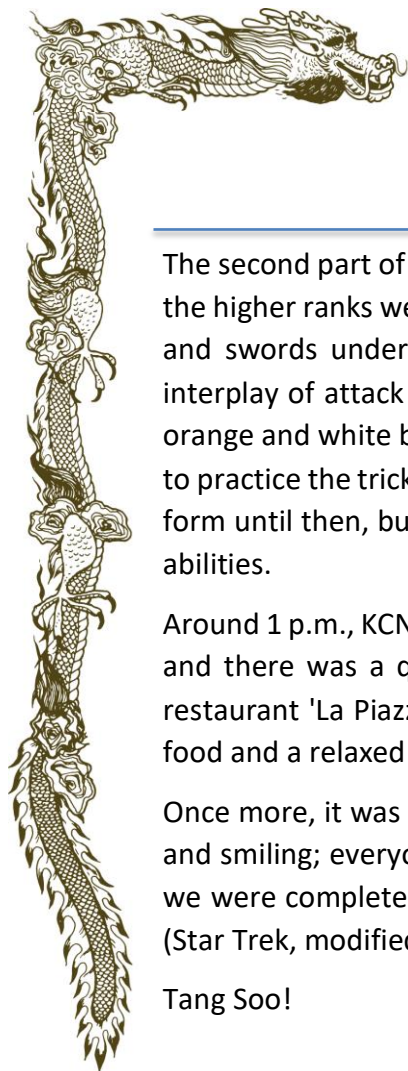 The second part of
the higher ranks we
and swords under
interplay of attack
orange and white b
to practice the trick
form until then, bu
abilities.
Around 1 p.m., KCN
and there was a d
restaurant 'La Piazz
food and a relaxed
Once more, it was
and smiling; everyo
we were complete
(Star Trek, modified
Tang Soo!